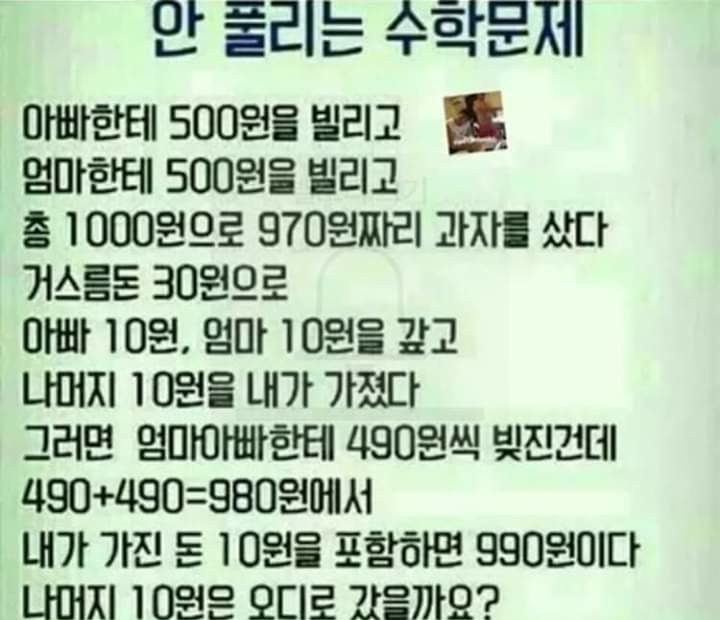 안 풀리는 수학문제
아빠한테 500원을 빌리고
엄마한테 500원을 빌리고
총 1000원으로 970원짜리 과자를 샀다
거스름돈 30원으로
아빠 10원, 엄마 10원을 갚고
나머지 10원을 내가 가졌다
그러면 엄마아빠한테 490원씩 빚진건데
490+490=980원에서
내가 가진 돈 10원을 포함하면 990원이다
나머지 10원은 오디로 갔을까요?